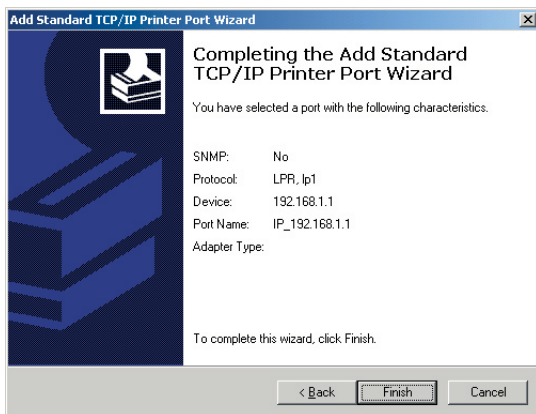 Add Standard TCP/IP Printer Port Wizard
Completing the Add Standard
TCP/IP Printer Port Wizard
You have selected a port with the following characteristics.
SNMP: No
Protocol: LPR, lp1
Device: 192.168.1.1
Port Name: IP_192.168.1.1
Adapter Type:
To complete this wizard, click Finish.
< Back Finish Cancel